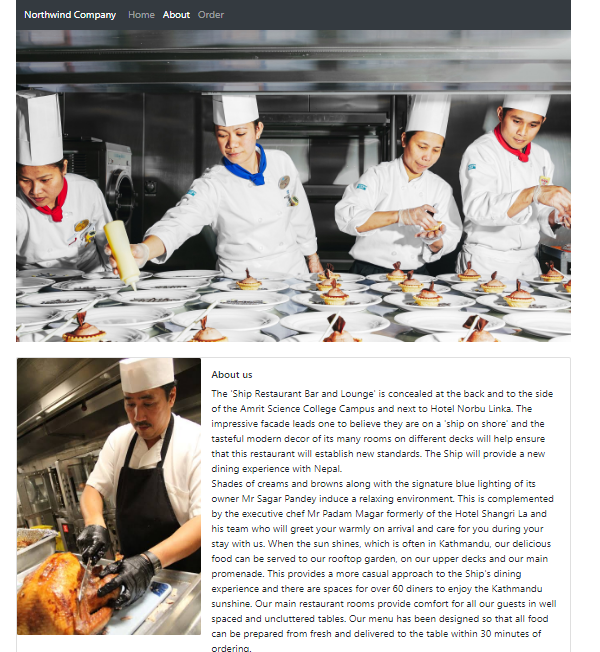 Northwind Company Home About Order
About us
The 'Ship Restaurant Bar and Lounge' is concealed at the back and to the side
of the Amrit Science College Campus and next to Hotel Norbu Linka. The
impressive facade leads one to believe they are on a 'ship on shore' and the
tasteful modern decor of its many rooms on different decks will help ensure
that this restaurant will establish new standards. The Ship will provide a new
dining experience with Nepal.
Shades of creams and browns along with the signature blue lighting of its
owner Mr Sagar Pandey induce a relaxing environment. This is complemented
by the executive chef Mr Padam Magar formerly of the Hotel Shangri La and
his team who will greet your warmly on arrival and care for you during your
stay with us. When the sun shines, which is often in Kathmandu, our delicious
food can be served to our rooftop garden, on our upper decks and our main
promenade. This provides a more casual approach to the Ship's dining
experience and there are spaces for over 60 diners to enjoy the Kathmandu
sunshine. Our main restaurant rooms provide comfort for all our guests in well
spaced and uncluttered tables. Our menu has been designed so that all food
can be prepared from fresh and delivered to the table within 30 minutes of
ordering.